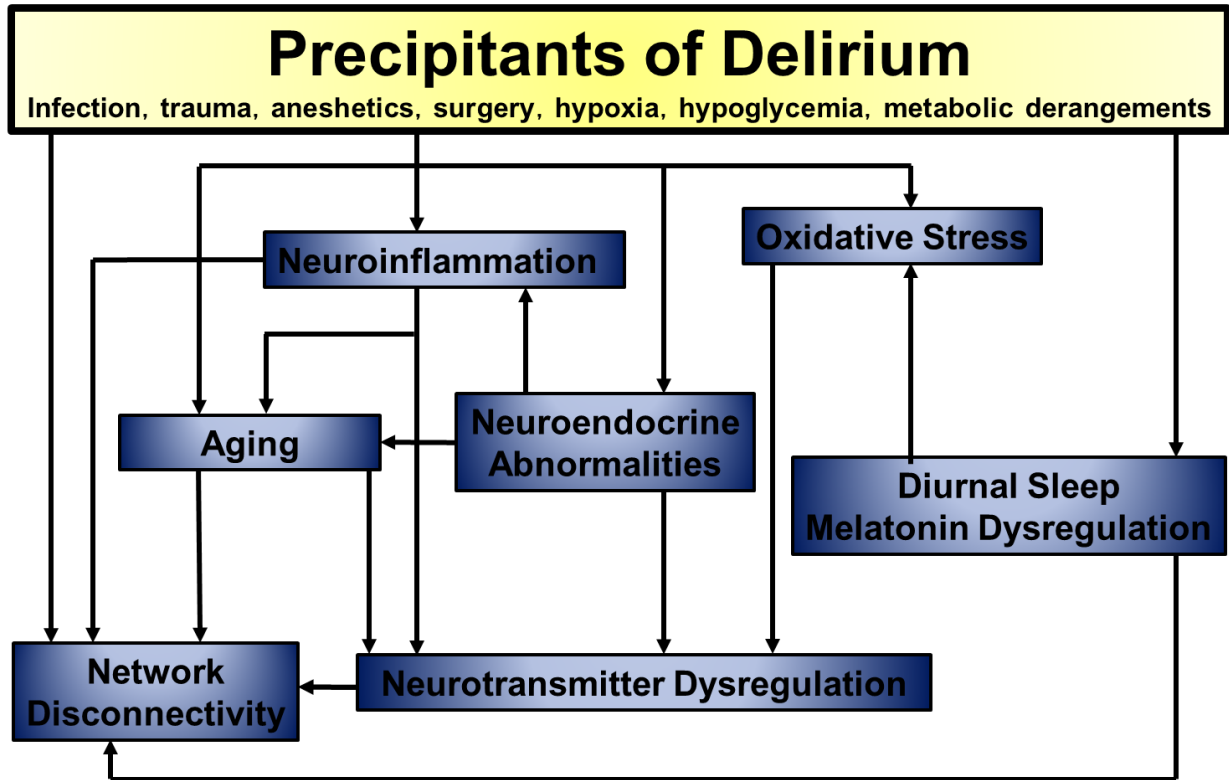 Precipitants of Delirium
Infection, trauma, aneshetics, surgery, hypoxia, hypoglycemia, metabolic derangements
Oxidative Stress
Neuroinflammation
Neuroendocrine
Abnormalities
Aging
Diurnal Sleep
Melatonin Dysregulation
Network
Disconnectivity
Neurotransmitter Dysregulation